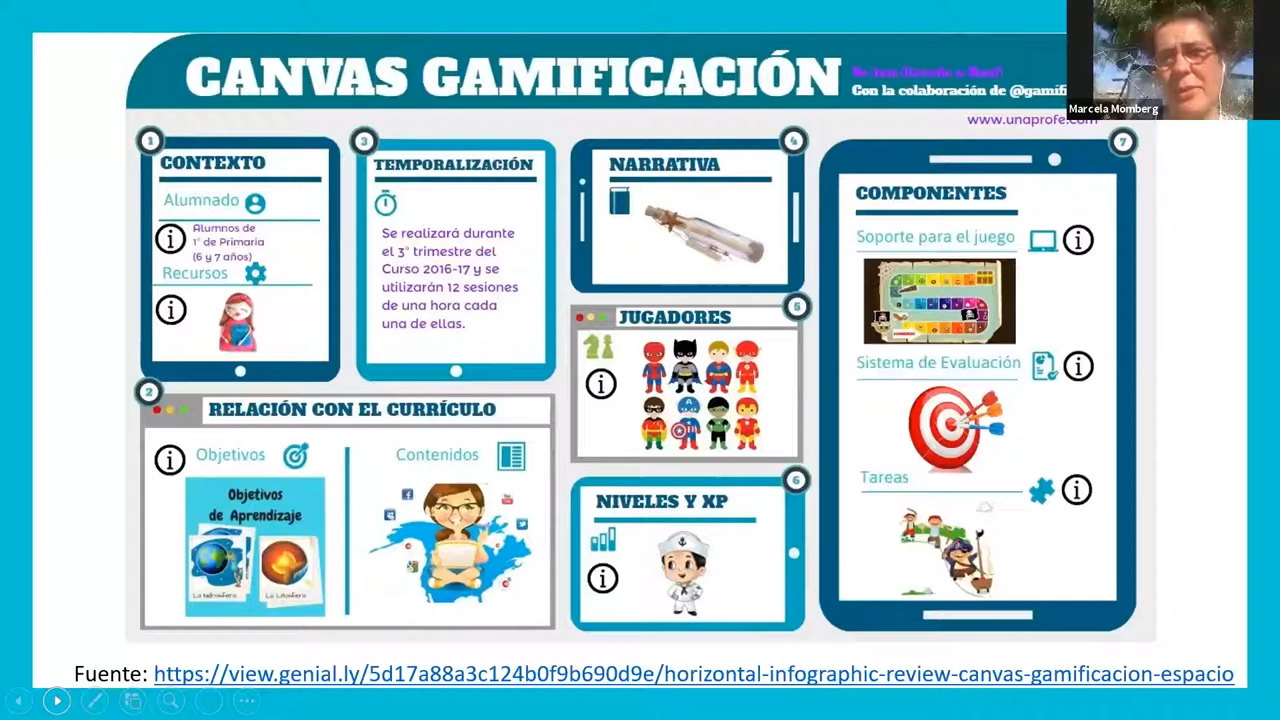 CANVAS GAMIFICACIÓN
Con la colaboración de @gamifi
www.unaprofe.com
Marcela Momberg
1
CONTEXTO
Alumnado
Alumnos de
1° de Primaria
(6 y 7 años)
Recursos
3
TEMPORALIZACIÓN
Se realizará durante
el 3° trimestre del
Curso 2016-17 y se
utilizarán 12 sesiones
de una hora cada
una de ellas.
4
NARRATIVA
5
JUGADORES
6
NIVELES Y XP
7
COMPONENTES
Soporte para el juego
Sistema de Evaluación
Tareas
2
RELACIÓN CON EL CURRÍCULO
Objetivos
Objetivos
de Aprendizaje
La hidrosfera
La Litosfera
Contenidos
Fuente: https://view.genial.ly/5d17a88a3c124b0f9b690d9e/horizontal-infographic-review-canvas-gamificacion-espacio